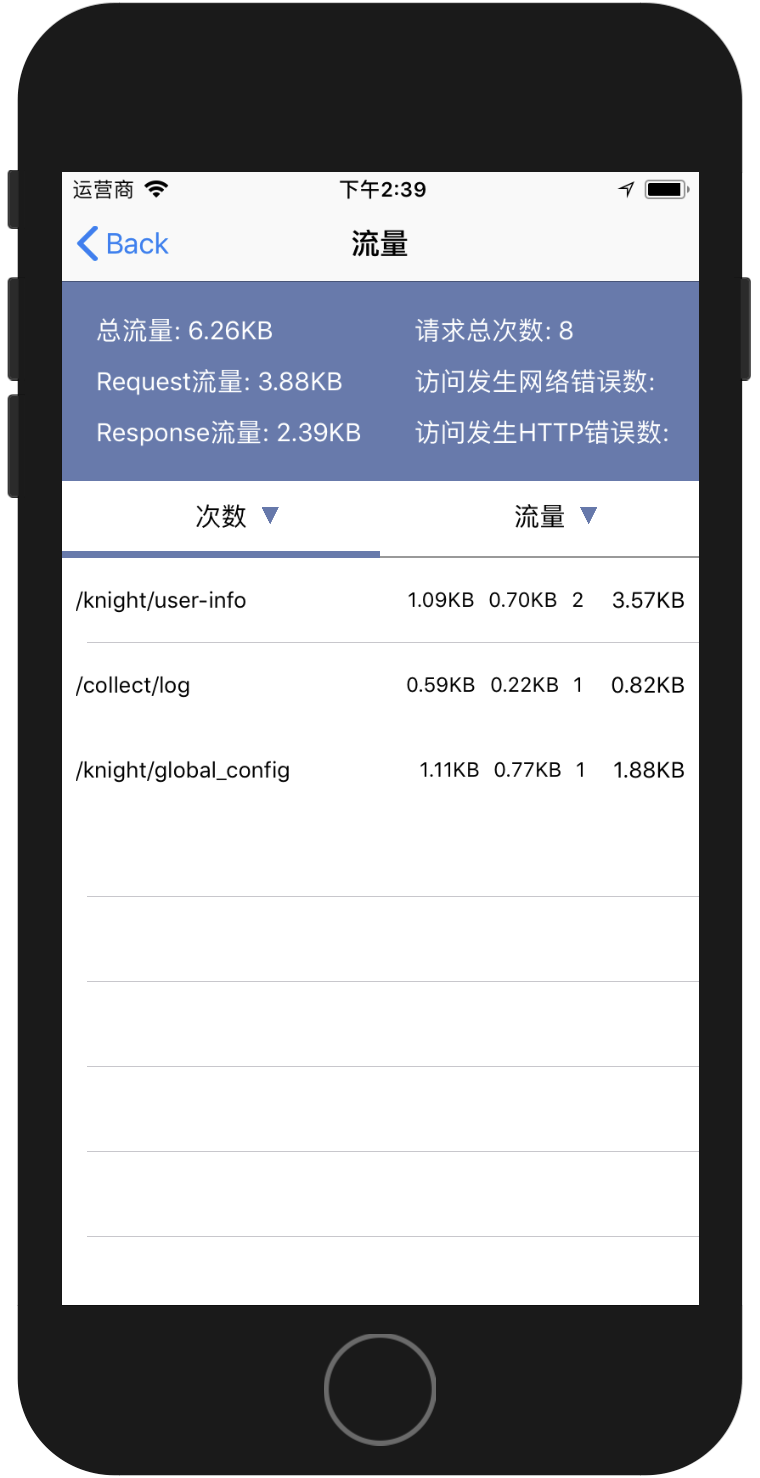 运营商 下午2:39
Back 流量
总流量: 6.26KB 请求总次数: 8
Request流量: 3.88KB 访问发生网络错误数:
Response流量: 2.39KB 访问发生HTTP错误数:
次数 ▼ 流量 ▼
/knight/user-info 1.09KB 0.70KB 2 3.57KB
/collect/log 0.59KB 0.22KB 1 0.82KB
/knight/global_config 1.11KB 0.77KB 1 1.88KB